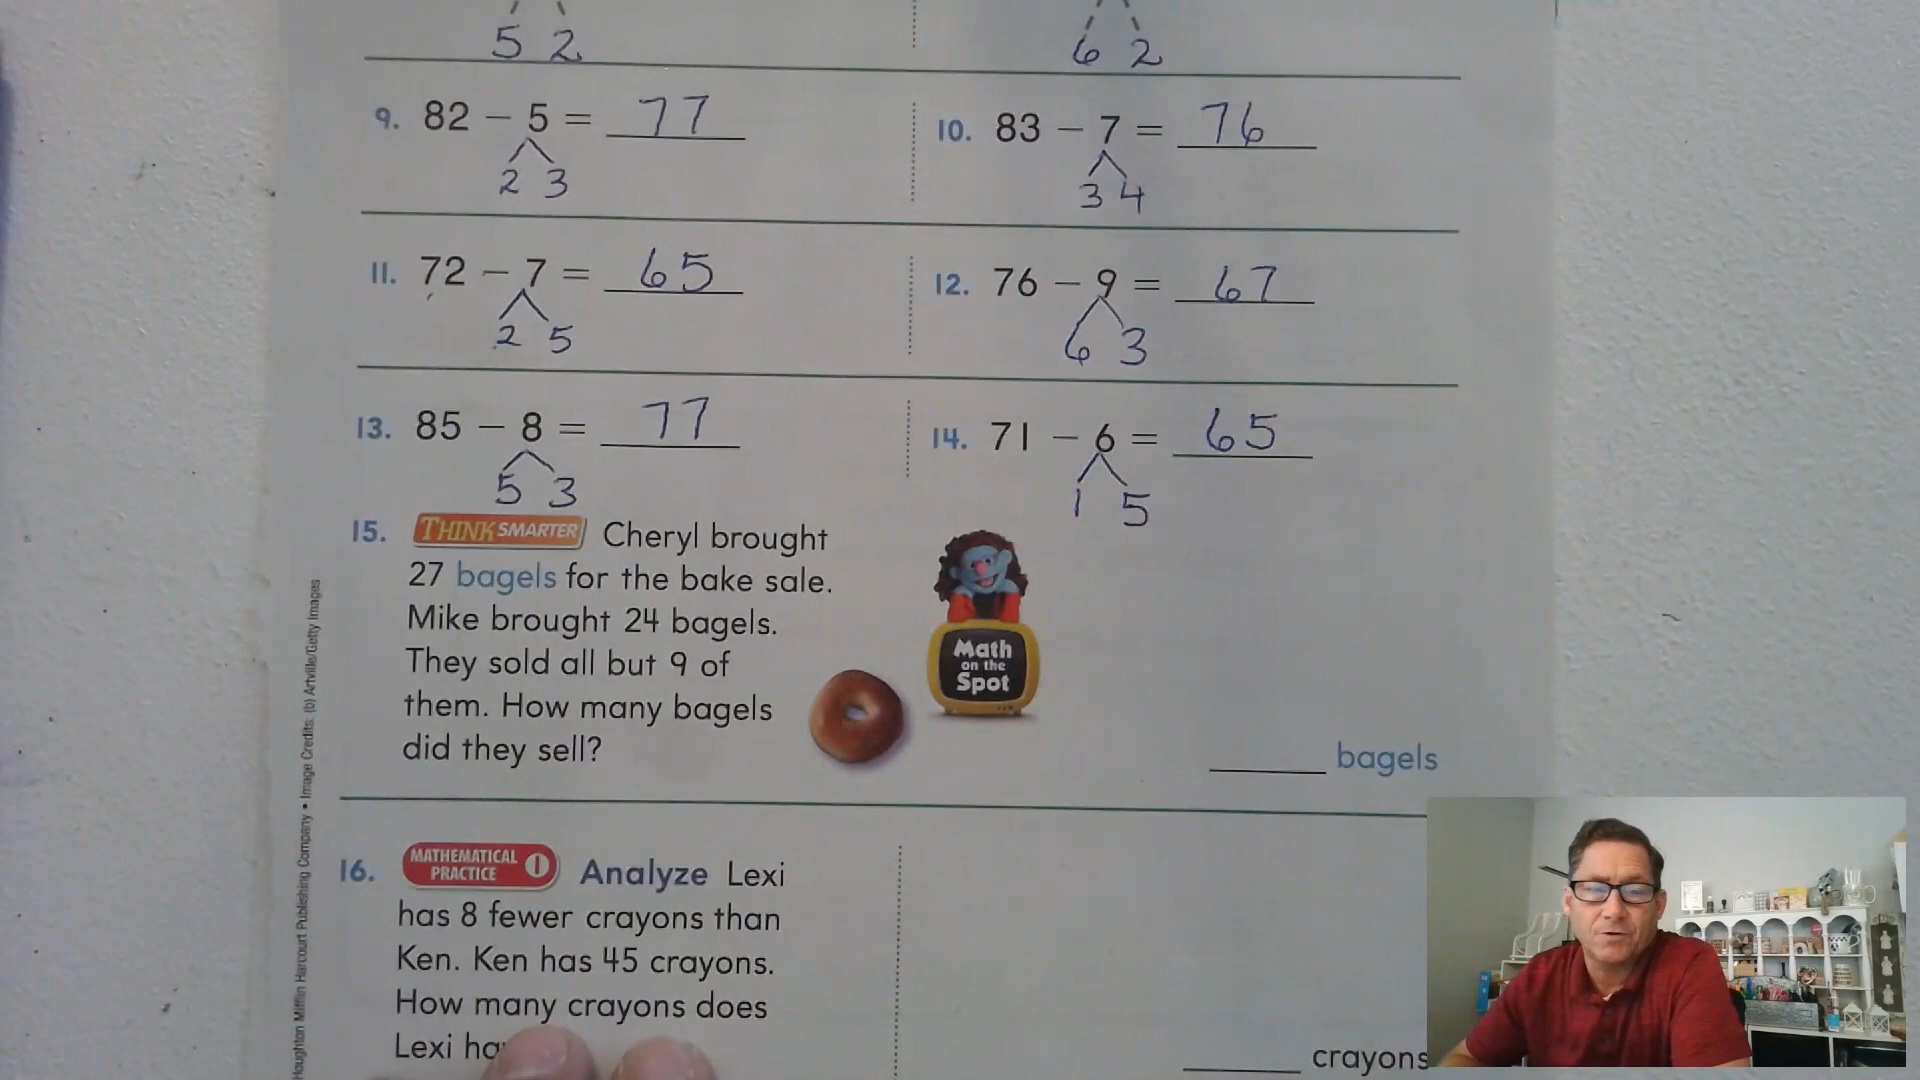 5 2
6 2
9. 82 − 5 = 77
2 3
10. 83 − 7 = 76
3 4
11. 72 − 7 = 65
2 5
12. 76 − 9 = 67
6 3
13. 85 − 8 = 77
5 3
14. 71 − 6 = 65
1 5
15. THINK SMARTER Cheryl brought
27 bagels for the bake sale.
Mike brought 24 bagels.
They sold all but 9 of
them. How many bagels
did they sell?
Math
on the
Spot
____ bagels
16. MATHEMATICAL
PRACTICE 1 Analyze Lexi
has 8 fewer crayons than
Ken. Ken has 45 crayons.
How many crayons does
Lexi
____ crayons
Houghton Mifflin Harcourt Publishing Company • Image Credits: (b) Artville/Getty Images